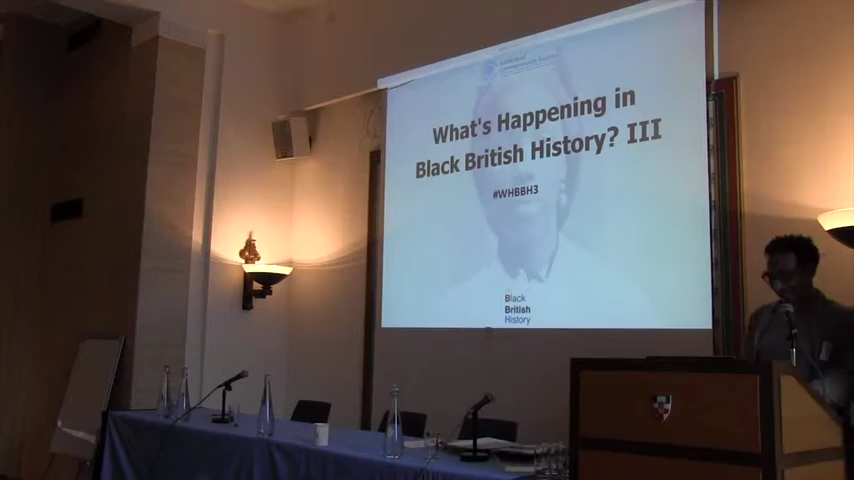 What's Happening in
Black British History? III
#WHBBH3
Black
British
History